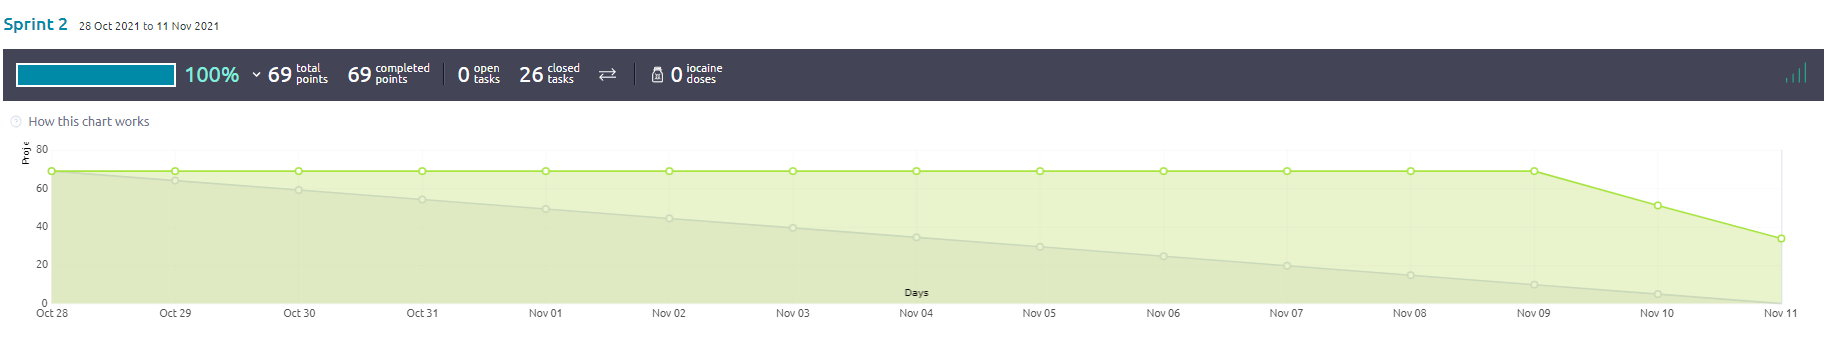 Sprint 2 28 Oct 2021 to 11 Nov 2021
100% 69 total points 69 completed points 0 open tasks 26 closed tasks 0 iocaine doses
How this chart works
Proje
80
60
40
20
0
Days
Oct 28 Oct 29 Oct 30 Oct 31 Nov 01 Nov 02 Nov 03 Nov 04 Nov 05 Nov 06 Nov 07 Nov 08 Nov 09 Nov 10 Nov 11